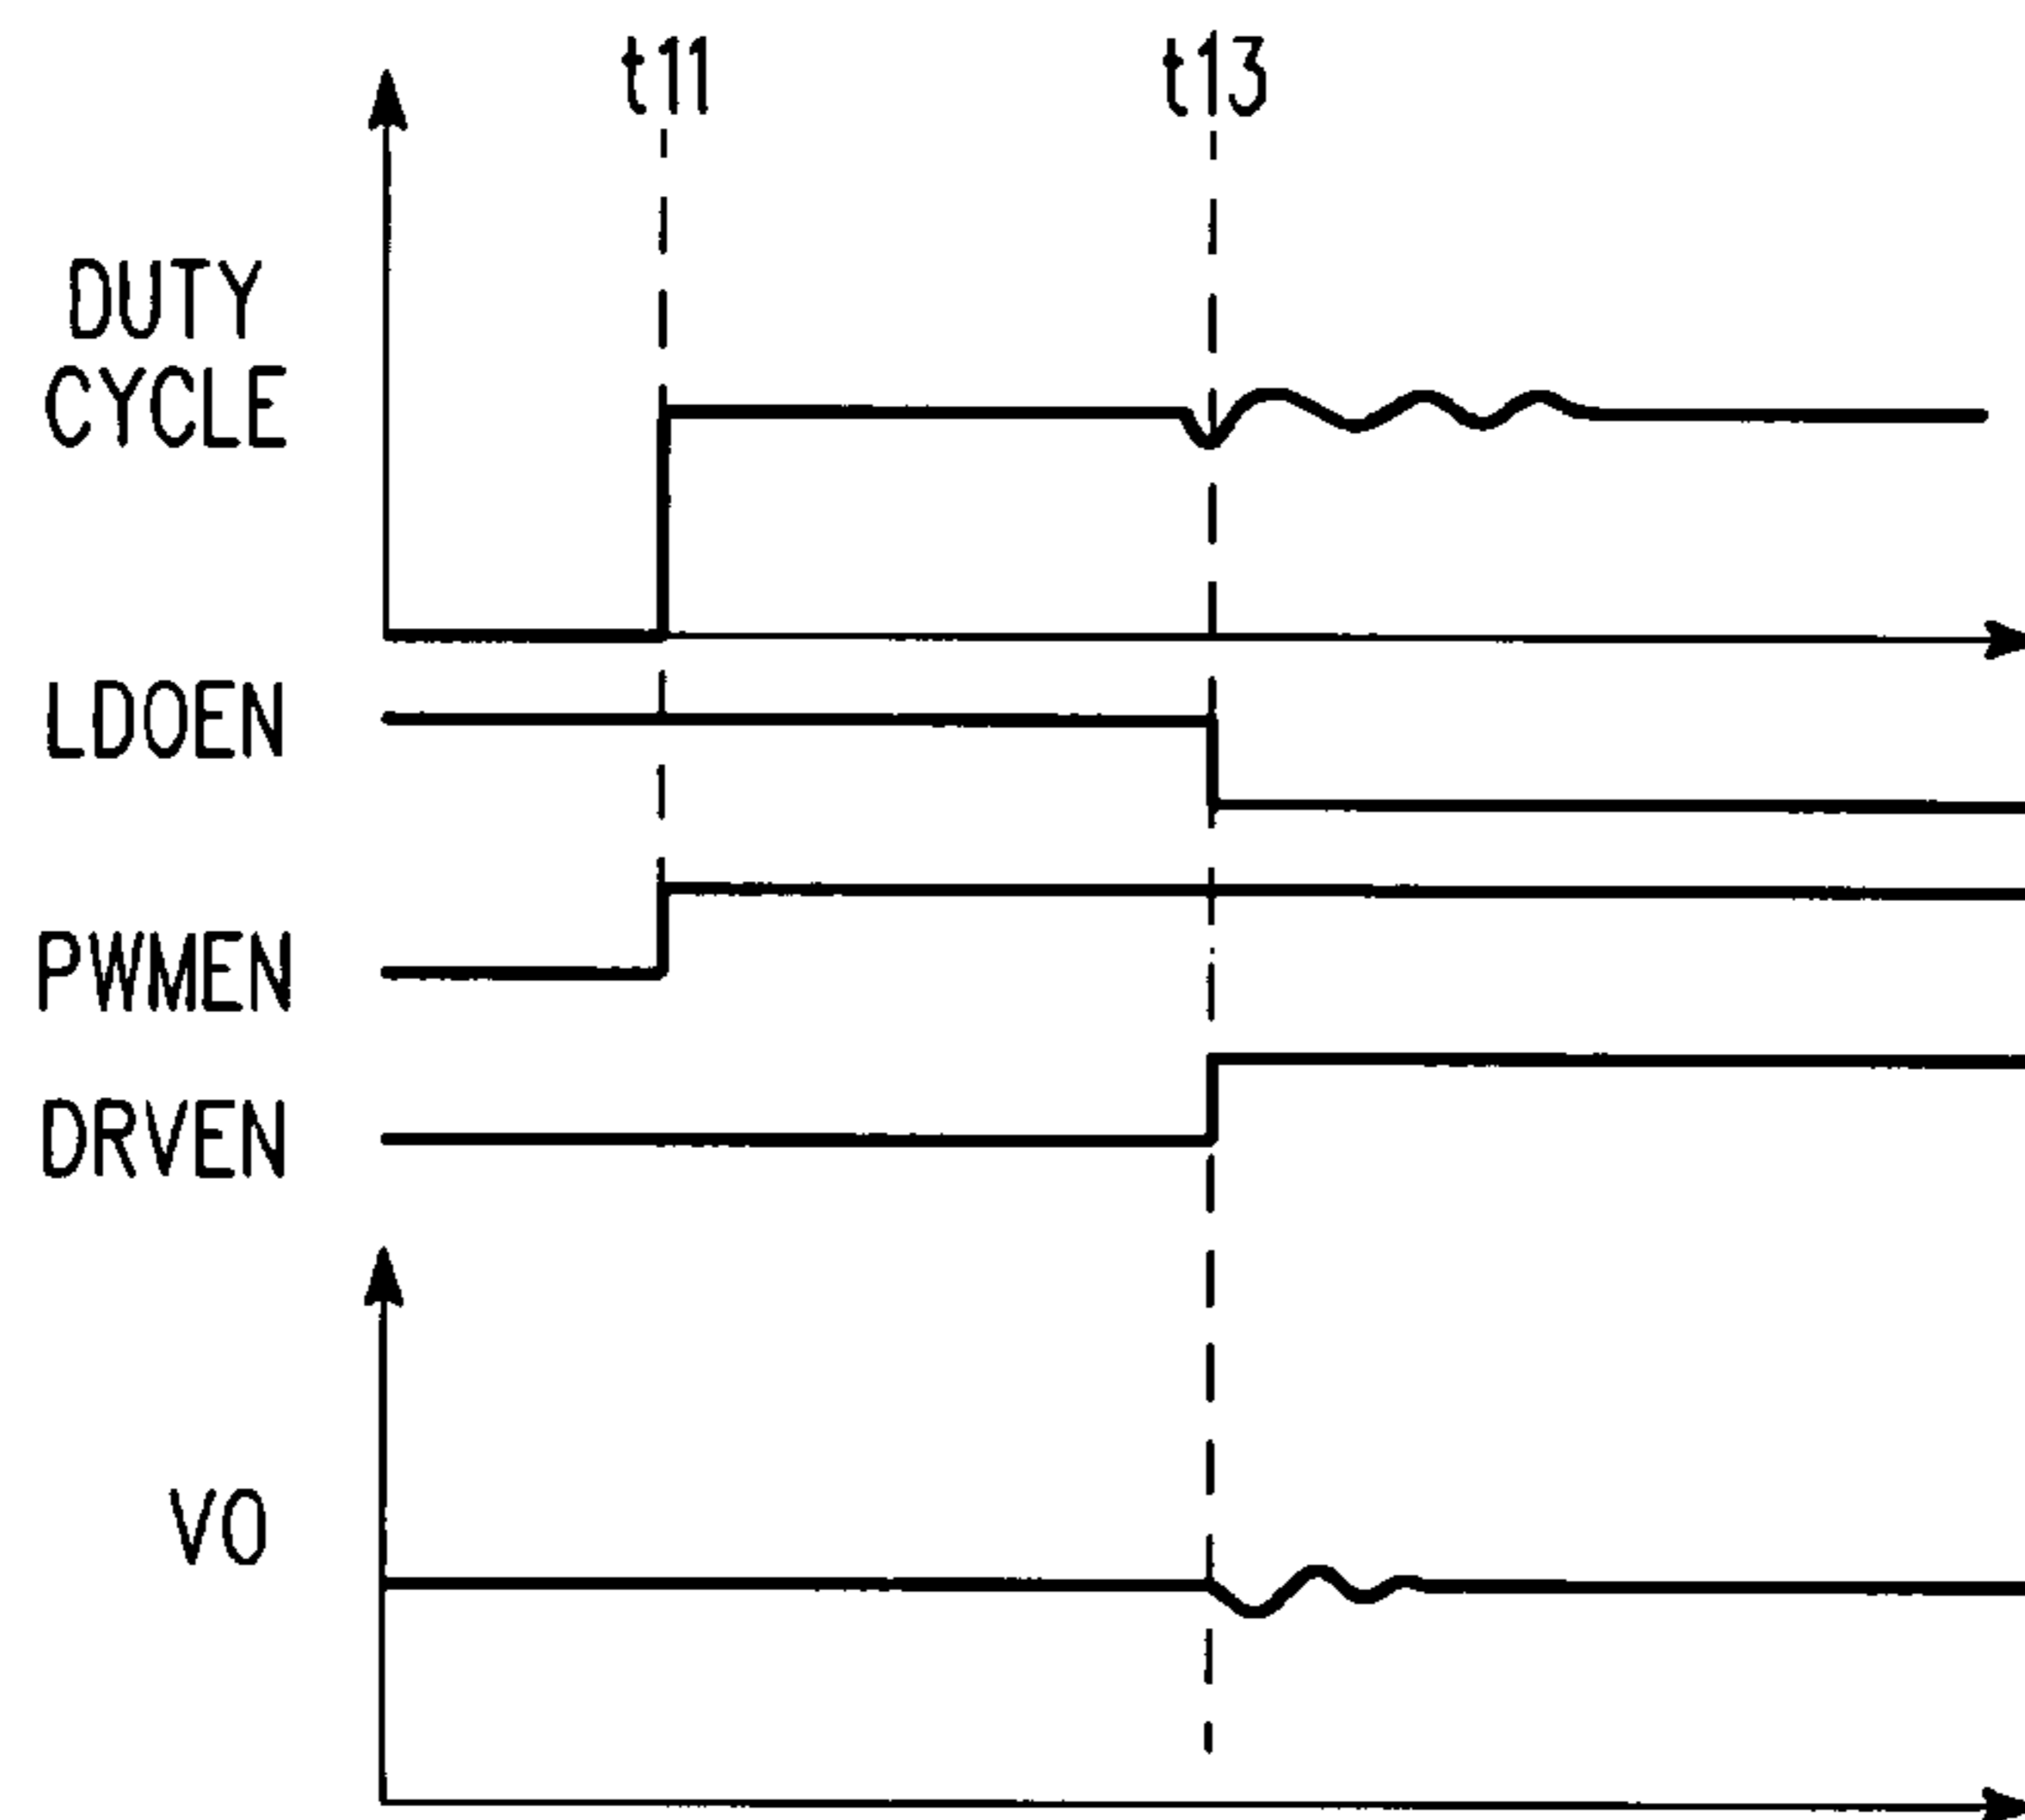 t11 t13
DUTY
CYCLE
LDOEN
PWMEN
DRVEN
VO